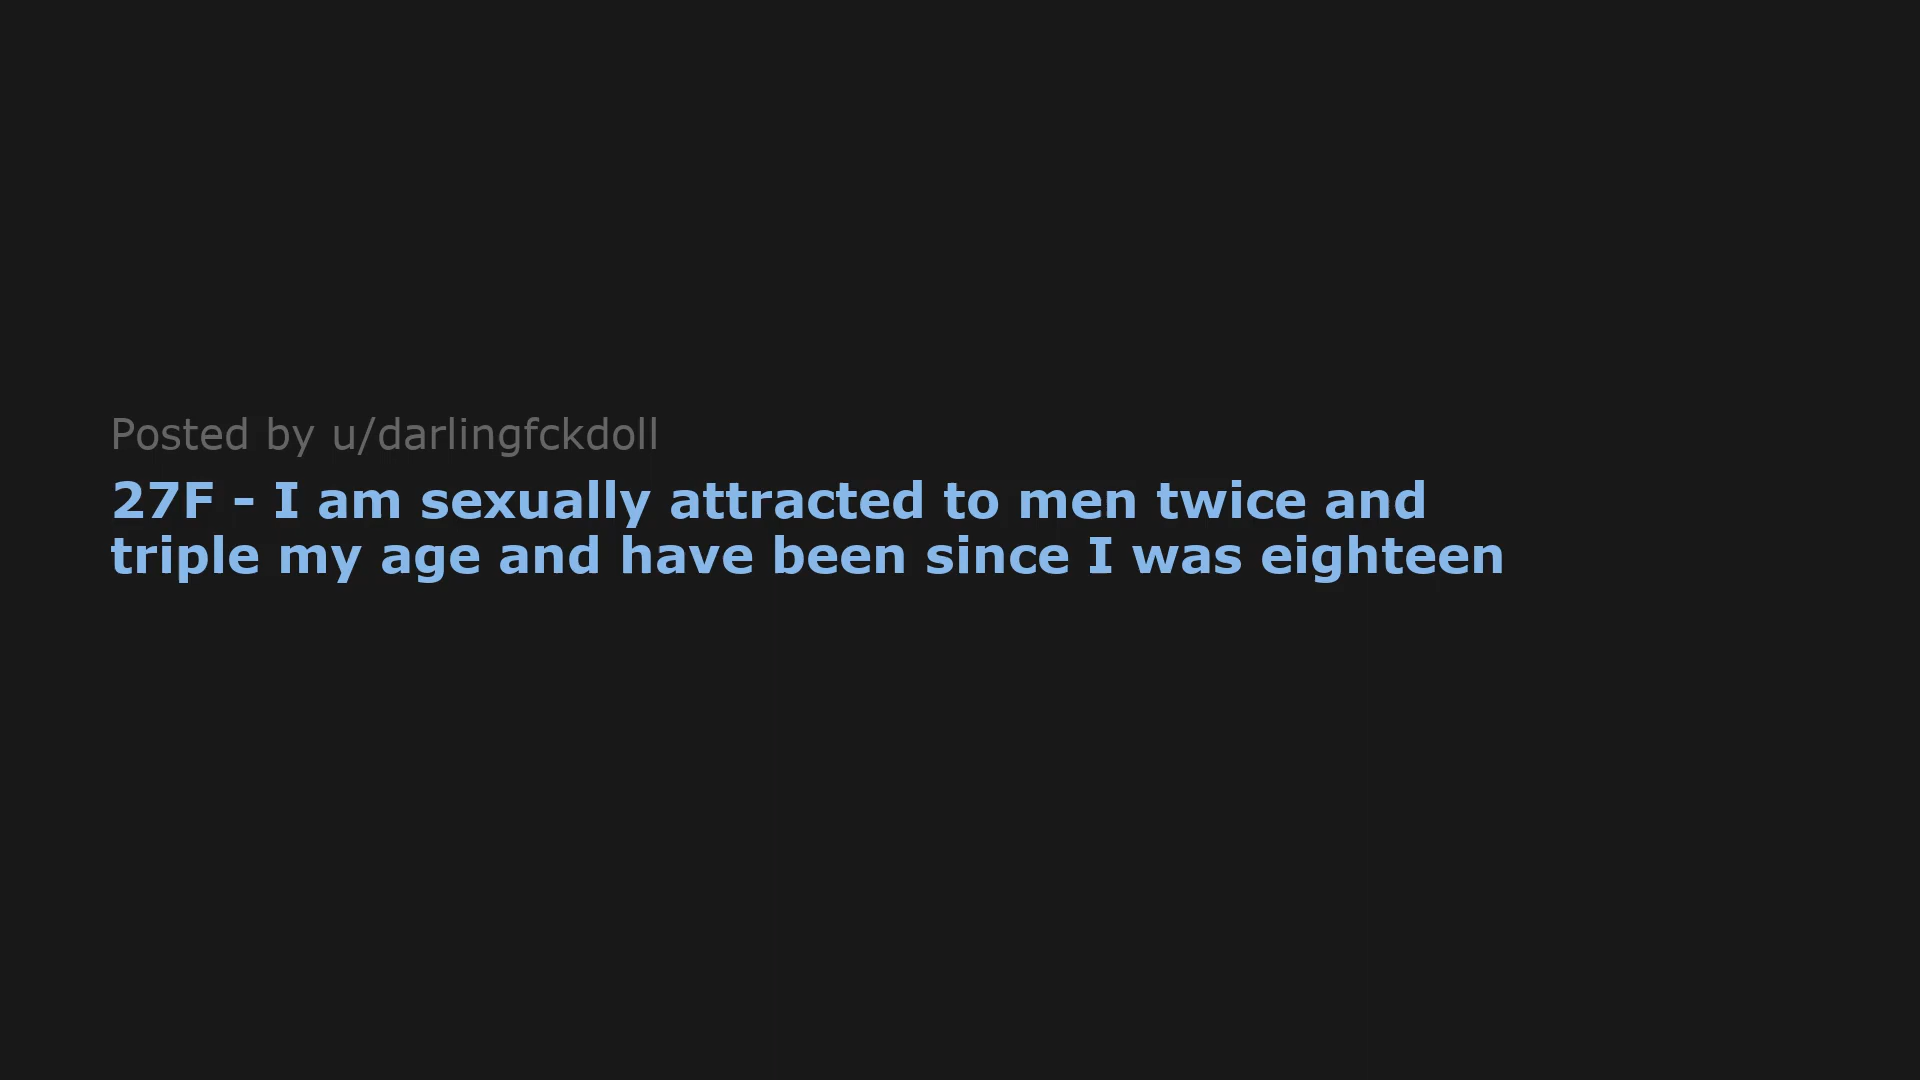 Posted by u/darlingfckdoll
27F - I am sexually attracted to men twice and
triple my age and have been since I was eighteen